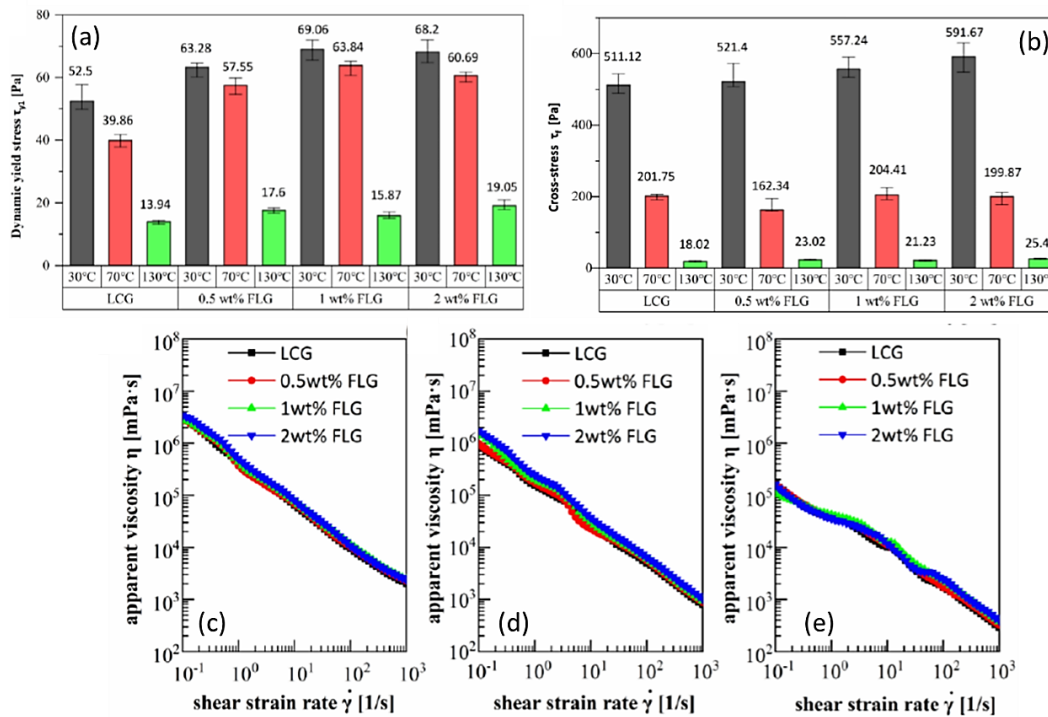 (a)
Dynamic yield stress τy1 [Pa]
80
60
40
20
0
52.5
39.86
13.94
63.28
57.55
17.6
69.06
63.84
15.87
68.2
60.69
19.05
30°C 70°C 130°C 30°C 70°C 130°C 30°C 70°C 130°C 30°C 70°C 130°C
LCG 0.5 wt% FLG 1 wt% FLG 2 wt% FLG
(b)
Cross-stress τf [Pa]
600
400
200
0
511.12
201.75
18.02
521.4
162.34
23.02
557.24
204.41
21.23
591.67
199.87
25.4
30°C 70°C 130°C 30°C 70°C 130°C 30°C 70°C 130°C 30°C 70°C 130°C
LCG 0.5 wt% FLG 1 wt% FLG 2 wt% FLG
apparent viscosity η [mPa·s]
10⁸
10⁷
10⁶
10⁵
10⁴
10³
10²
LCG
0.5wt% FLG
1wt% FLG
2wt% FLG
(c)
10⁻¹ 10⁰ 10¹ 10² 10³
shear strain rate γ̇ [1/s]
apparent viscosity η [mPa·s]
10⁸
10⁷
10⁶
10⁵
10⁴
10³
10²
LCG
0.5wt% FLG
1wt% FLG
2wt% FLG
(d)
10⁻¹ 10⁰ 10¹ 10² 10³
shear strain rate γ̇ [1/s]
apparent viscosity η [mPa·s]
10⁸
10⁷
10⁶
10⁵
10⁴
10³
10²
LCG
0.5wt% FLG
1wt% FLG
2wt% FLG
(e)
10⁻¹ 10⁰ 10¹ 10² 10³
shear strain rate γ̇ [1/s]